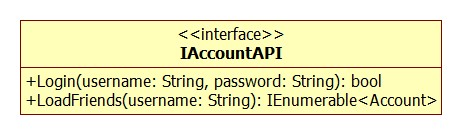 <<interface>>
IAccountAPI
+Login(username: String, password: String): bool
+LoadFriends(username: String): IEnumerable<Account>